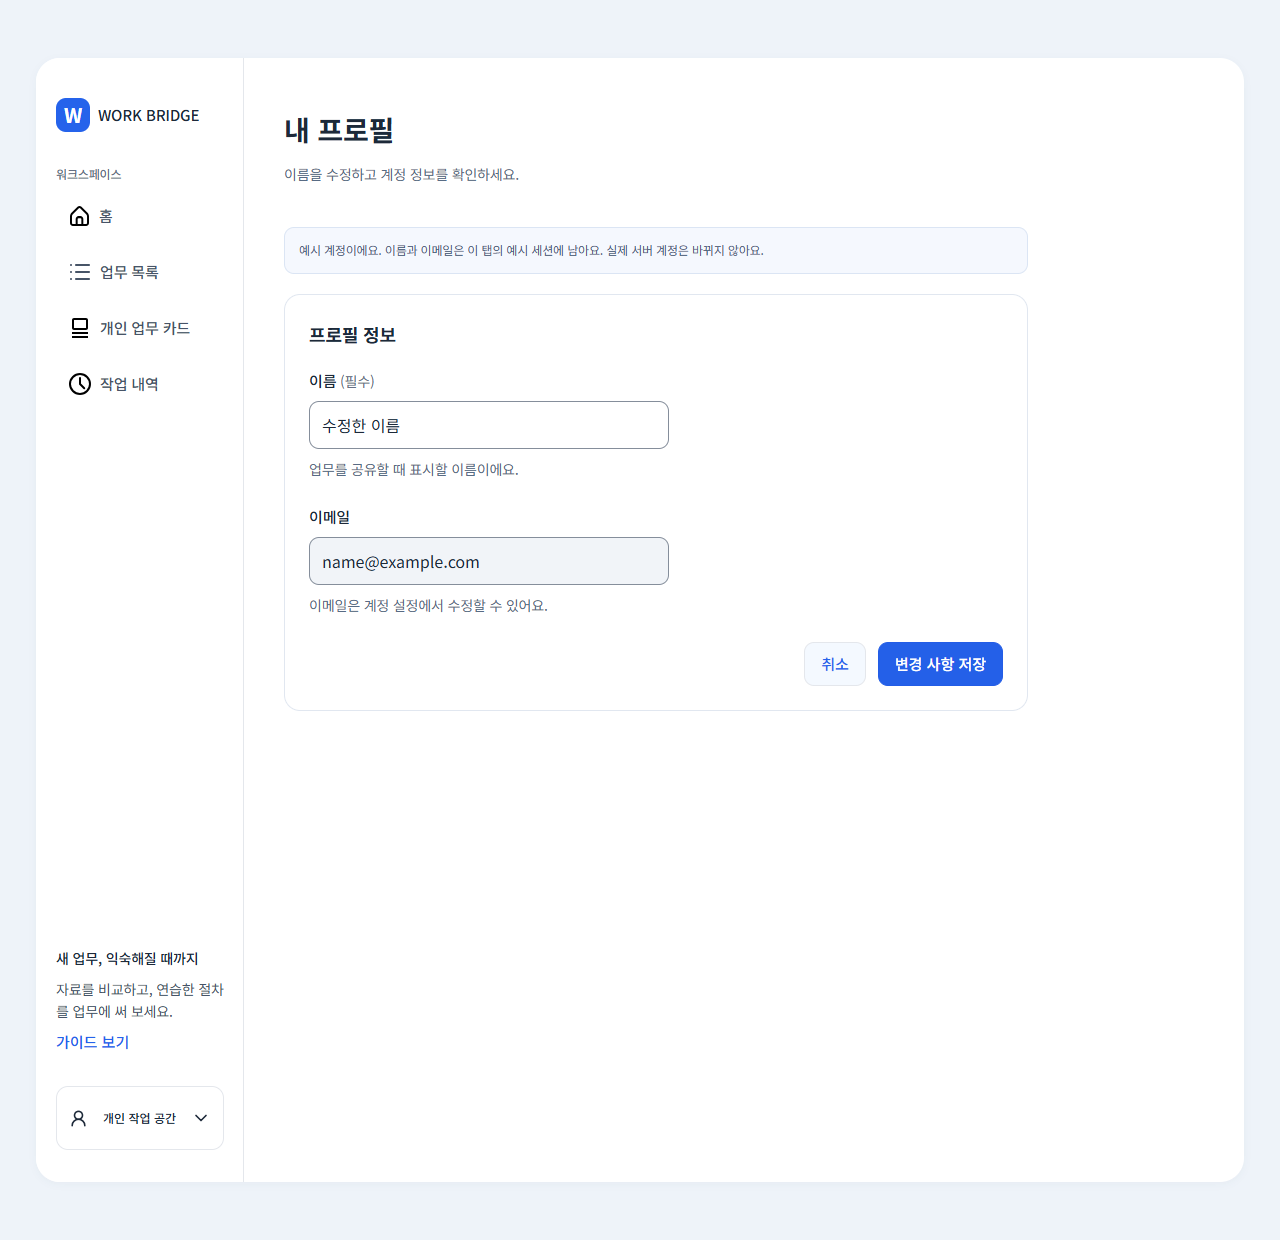 W WORK BRIDGE
워크스페이스
홈
업무 목록
개인 업무 카드
작업 내역
새 업무, 익숙해질 때까지
자료를 비교하고, 연습한 절차
를 업무에 써 보세요.
가이드 보기
개인 작업 공간
내 프로필
이름을 수정하고 계정 정보를 확인하세요.
예시 계정이에요. 이름과 이메일은 이 탭의 예시 세션에 남아요. 실제 서버 계정은 바뀌지 않아요.
프로필 정보
이름 (필수)
수정한 이름
업무를 공유할 때 표시할 이름이에요.
이메일
name@example.com
이메일은 계정 설정에서 수정할 수 있어요.
취소
변경 사항 저장